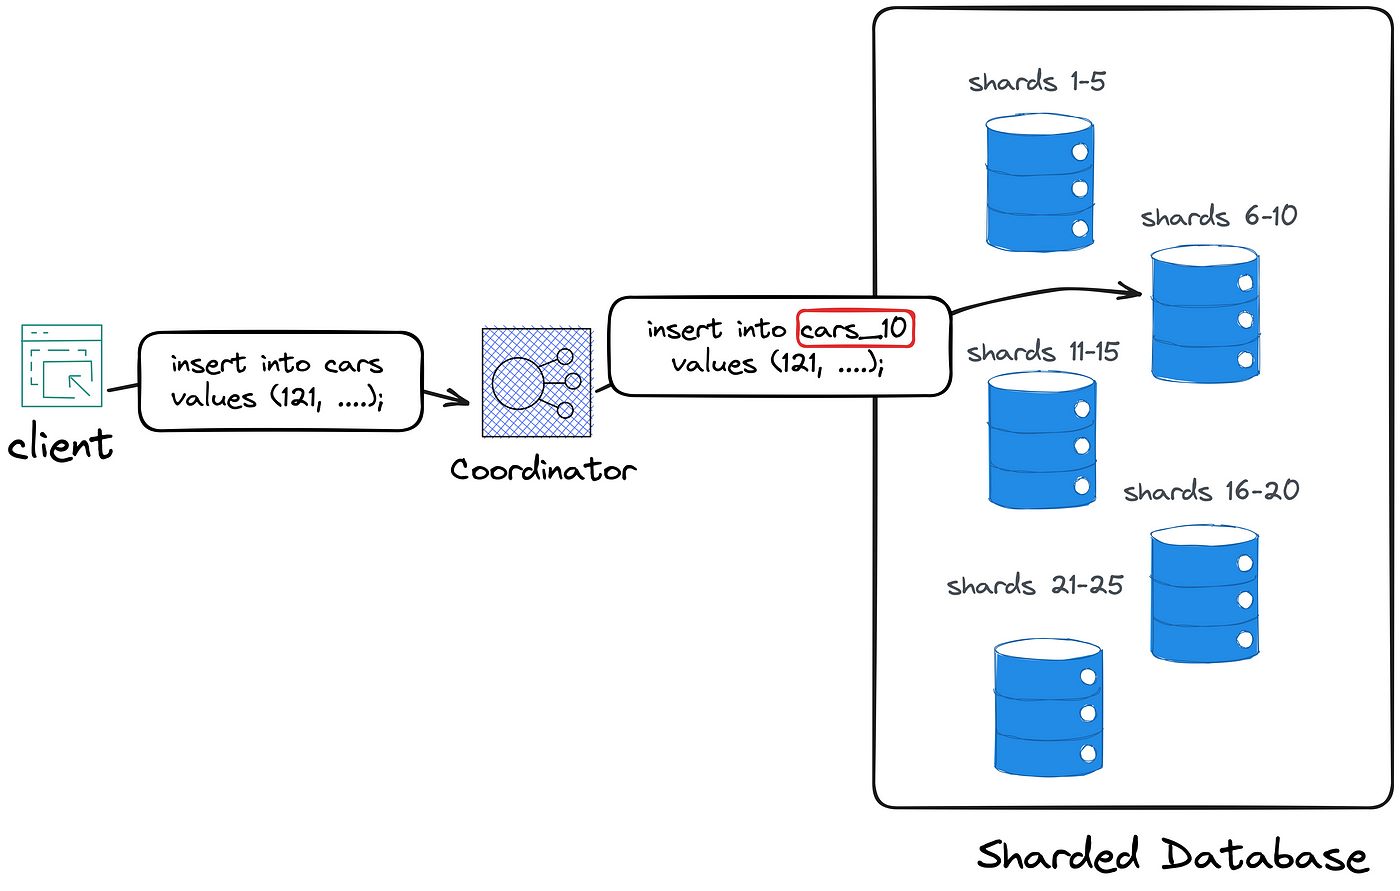 client
insert into cars
values (121, ....);
Coordinator
insert into cars_10
values (121, ....);
shards 1-5
shards 6-10
shards 11-15
shards 16-20
shards 21-25
Sharded Database